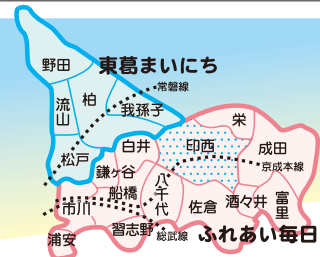 野田
東葛まいにち
常磐線
流山
柏
我孫子
栄
松戸
白井
印西
成田
鎌ヶ谷
京成本線
船橋
八千代
市川
佐倉
酒々井
富里
習志野
総武線
ふれあい毎日
浦安